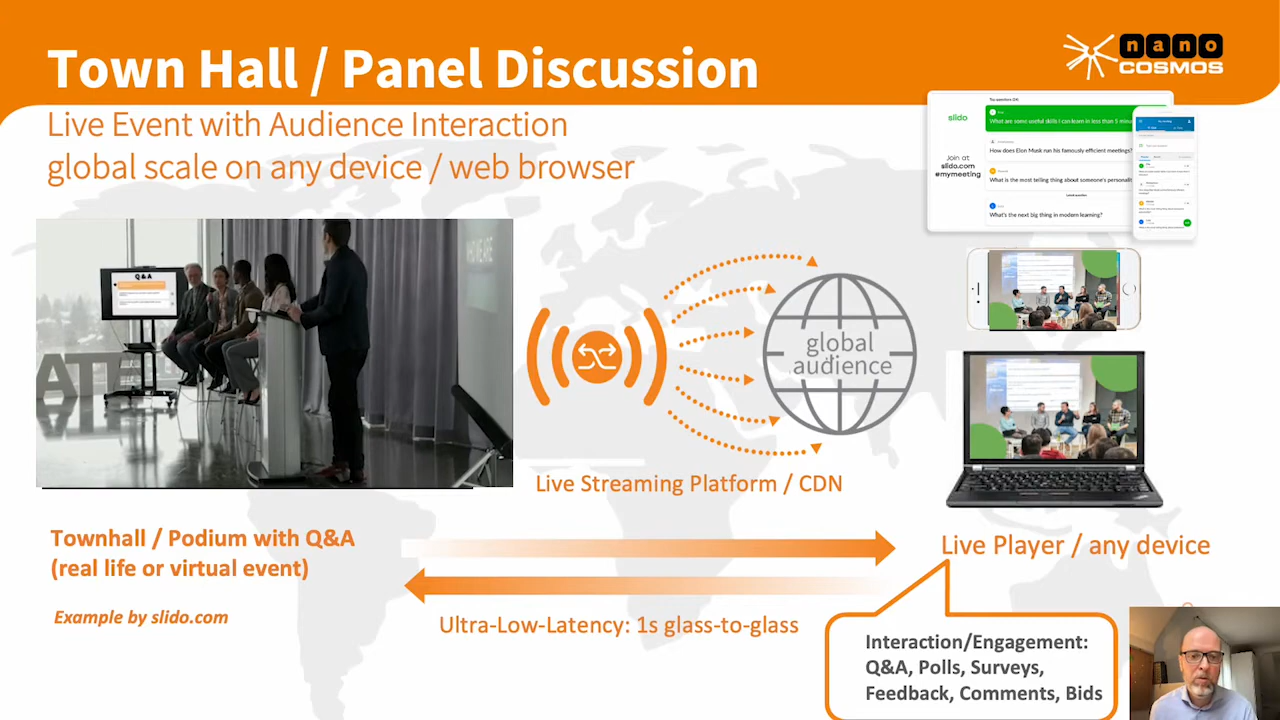 Town Hall / Panel Discussion
nano
COSMOS
Live Event with Audience Interaction
global scale on any device / web browser
slido
Join at
slido.com
#mymeeting
What are some useful skills I can learn in less than 5 minu
How does Elon Musk run his famously efficient meetings?
What is the most telling thing about someone's personalit
What's the next big thing in modern learning?
Q&A
global
audience
Live Streaming Platform / CDN
Townhall / Podium with Q&A
(real life or virtual event)
Example by slido.com
Live Player / any device
Ultra-Low-Latency: 1s glass-to-glass
Interaction/Engagement:
Q&A, Polls, Surveys,
Feedback, Comments, Bids